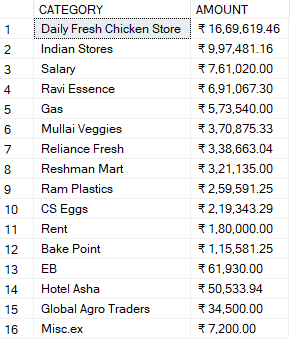 CATEGORY AMOUNT
1 Daily Fresh Chicken Store ₹ 16,69,619.46
2 Indian Stores ₹ 9,97,481.16
3 Salary ₹ 7,61,020.00
4 Ravi Essence ₹ 6,91,067.30
5 Gas ₹ 5,73,540.00
6 Mullai Veggies ₹ 3,70,875.33
7 Reliance Fresh ₹ 3,38,663.04
8 Reshman Mart ₹ 3,21,135.00
9 Ram Plastics ₹ 2,59,591.25
10 CS Eggs ₹ 2,19,343.29
11 Rent ₹ 1,80,000.00
12 Bake Point ₹ 1,15,581.25
13 EB ₹ 61,930.00
14 Hotel Asha ₹ 50,533.94
15 Global Agro Traders ₹ 34,500.00
16 Misc.ex ₹ 7,200.00